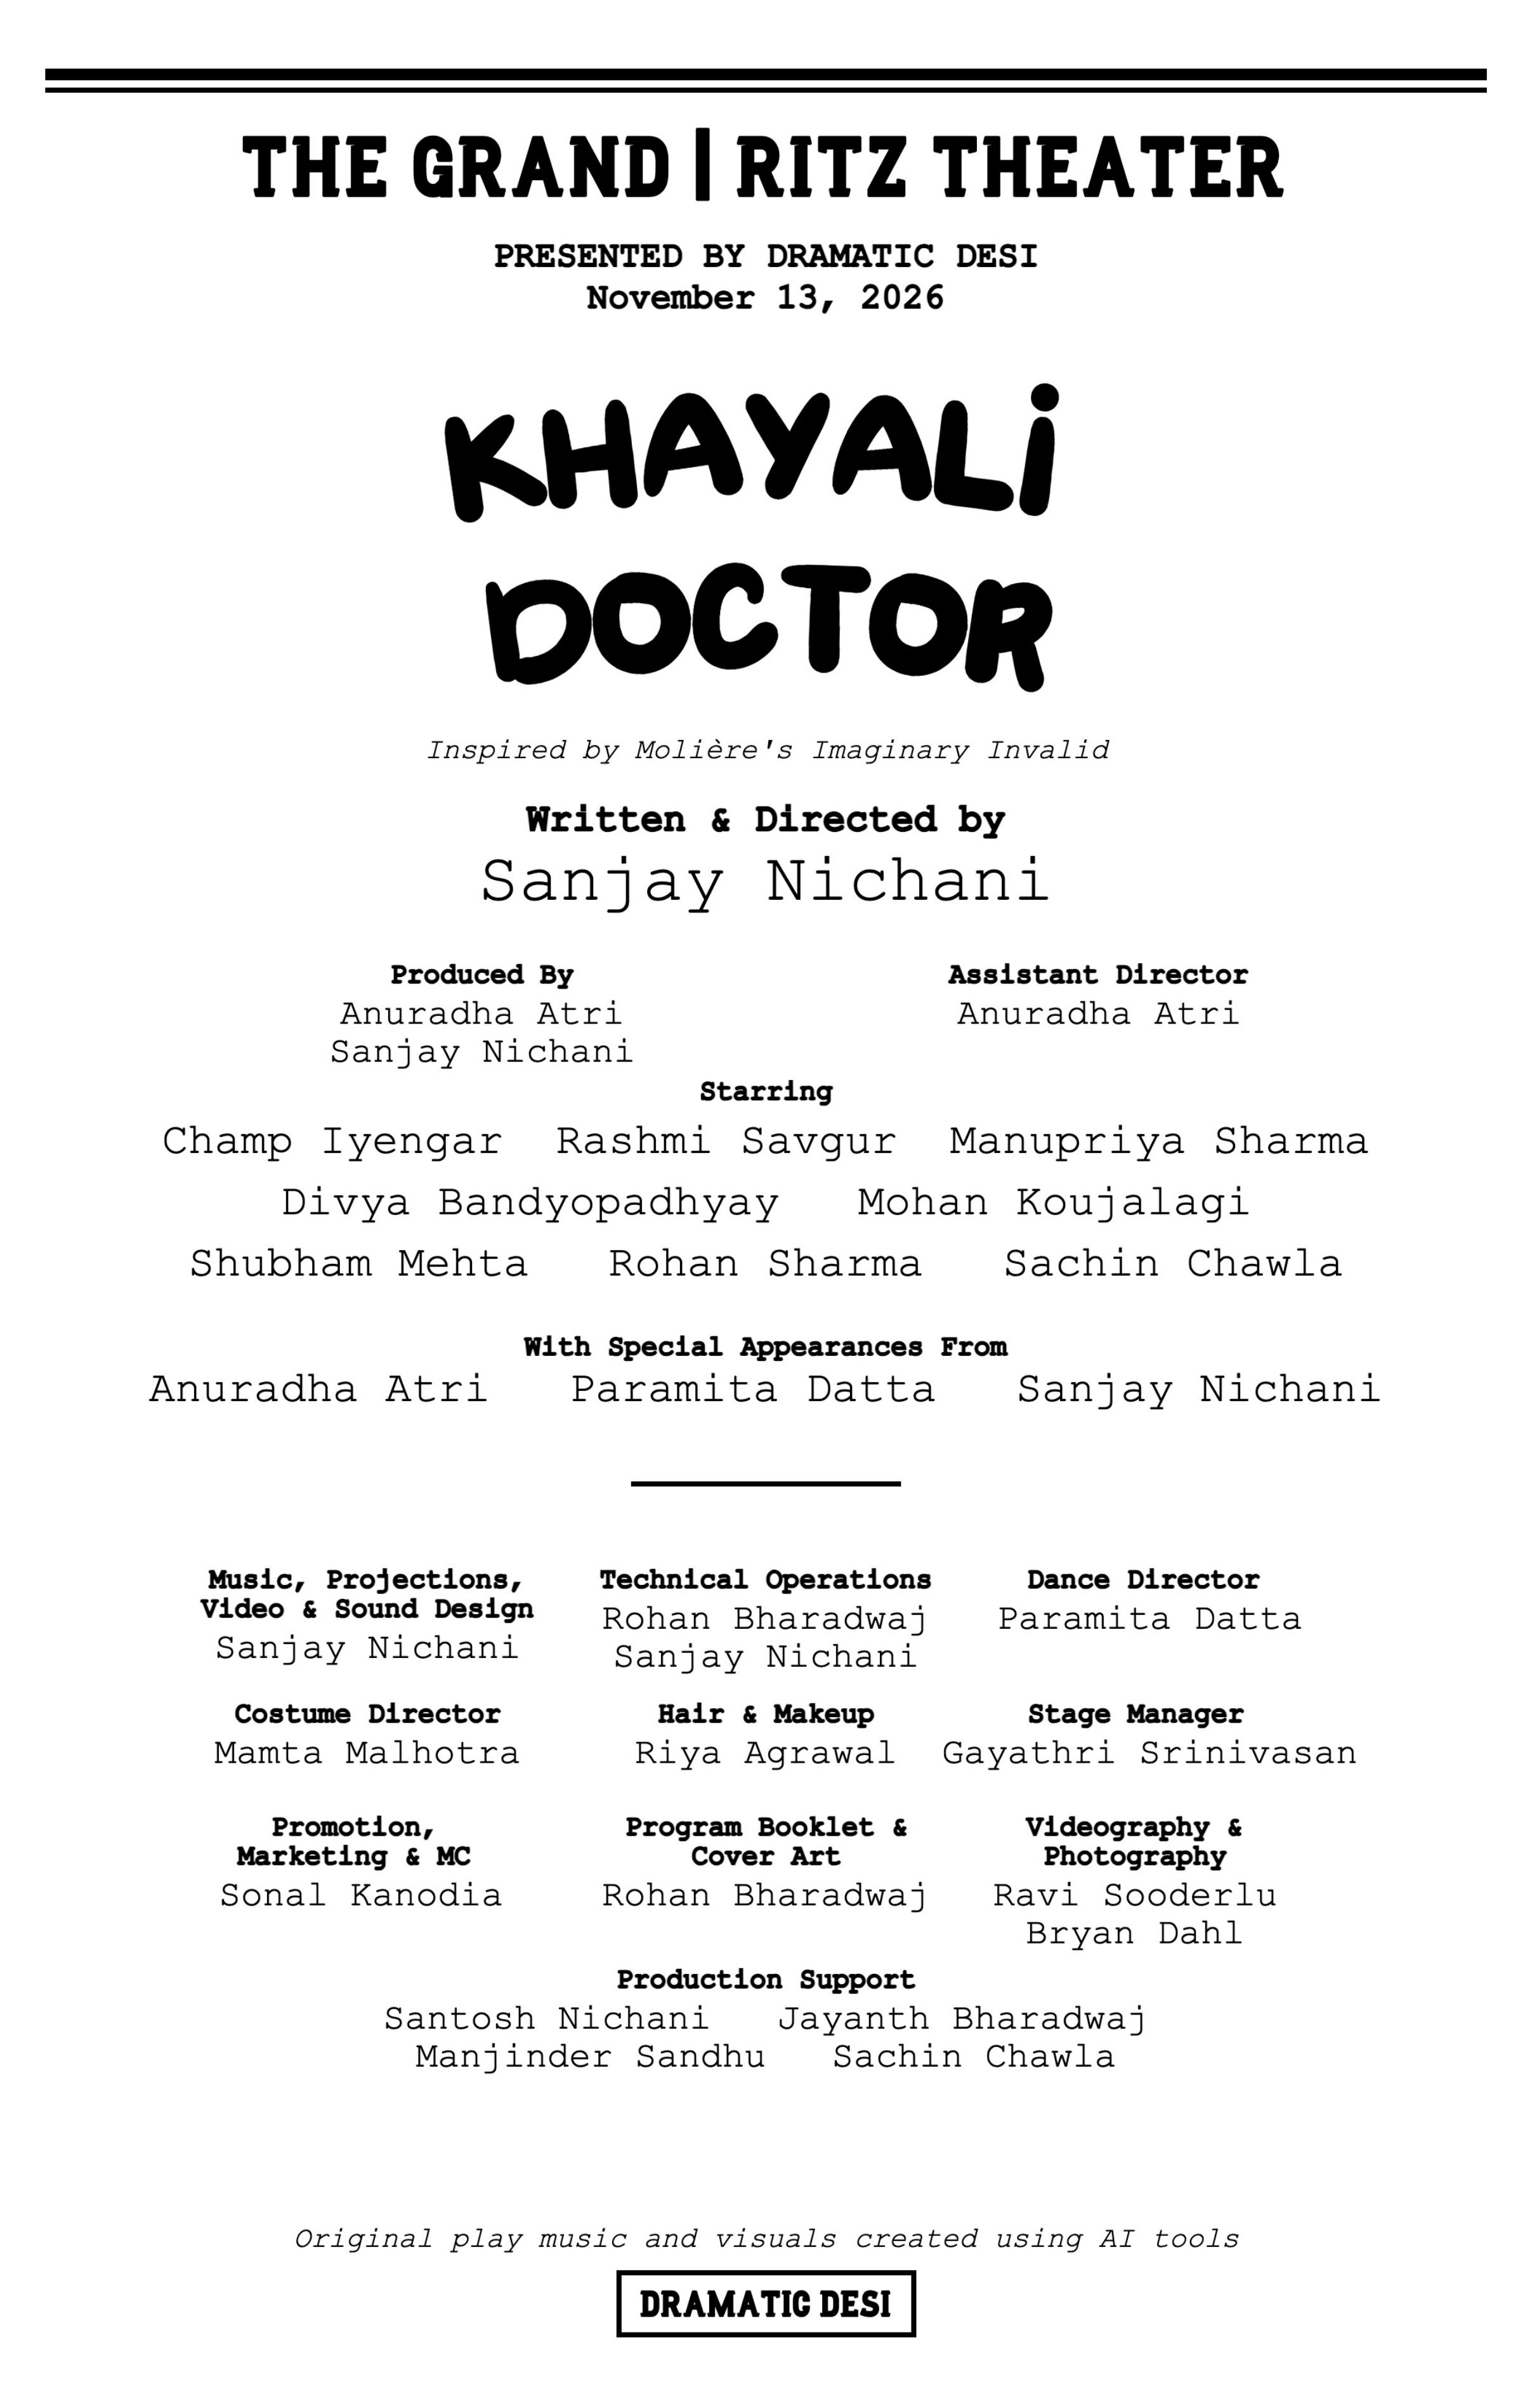 THE GRAND | RITZ THEATER
PRESENTED BY DRAMATIC DESI
November 13, 2026
KHAYALi
DOCTOR
Inspired by Molière's Imaginary Invalid
Written & Directed by
Sanjay Nichani
Produced By
Anuradha Atri
Sanjay Nichani
Assistant Director
Anuradha Atri
Starring
Champ Iyengar Rashmi Savgur Manupriya Sharma
Divya Bandyopadhyay Mohan Koujalagi
Shubham Mehta Rohan Sharma Sachin Chawla
With Special Appearances From
Anuradha Atri Paramita Datta Sanjay Nichani
Music, Projections,
Video & Sound Design
Sanjay Nichani
Technical Operations
Rohan Bharadwaj
Sanjay Nichani
Dance Director
Paramita Datta
Costume Director
Mamta Malhotra
Hair & Makeup
Riya Agrawal
Stage Manager
Gayathri Srinivasan
Promotion,
Marketing & MC
Sonal Kanodia
Program Booklet &
Cover Art
Rohan Bharadwaj
Videography &
Photography
Ravi Sooderlu
Bryan Dahl
Production Support
Santosh Nichani Jayanth Bharadwaj
Manjinder Sandhu Sachin Chawla
Original play music and visuals created using AI tools
DRAMATIC DESI